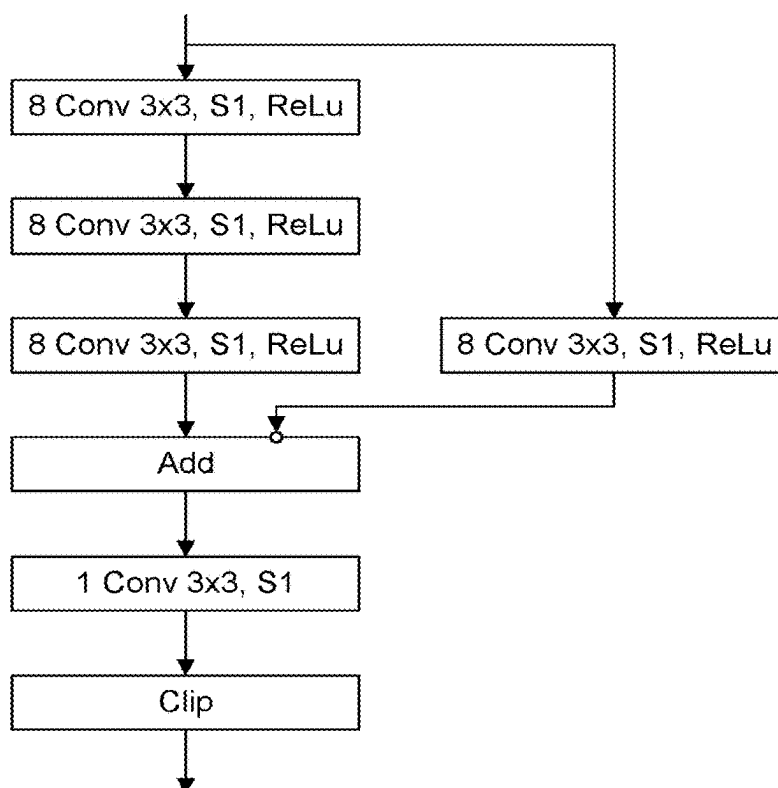 8 Conv 3x3, S1, ReLu
8 Conv 3x3, S1, ReLu
8 Conv 3x3, S1, ReLu
8 Conv 3x3, S1, ReLu
Add
1 Conv 3x3, S1
Clip